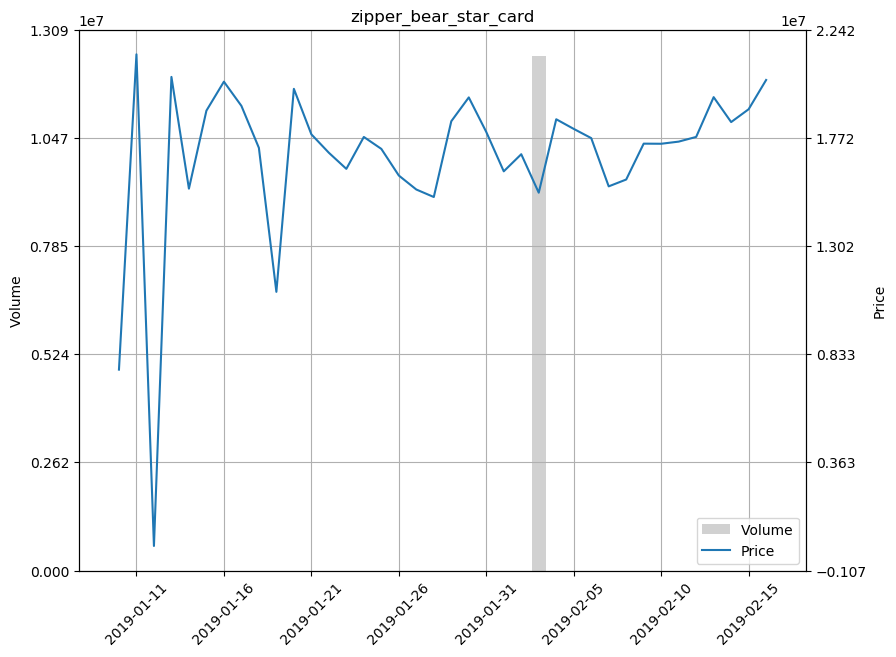 zipper_bear_star_card
1e7
1e7
1.309
1.047
0.785
0.524
0.262
0.000
2.242
1.772
1.302
0.833
0.363
−0.107
Volume
Price
Volume
Price
2019-01-11
2019-01-16
2019-01-21
2019-01-26
2019-01-31
2019-02-05
2019-02-10
2019-02-15